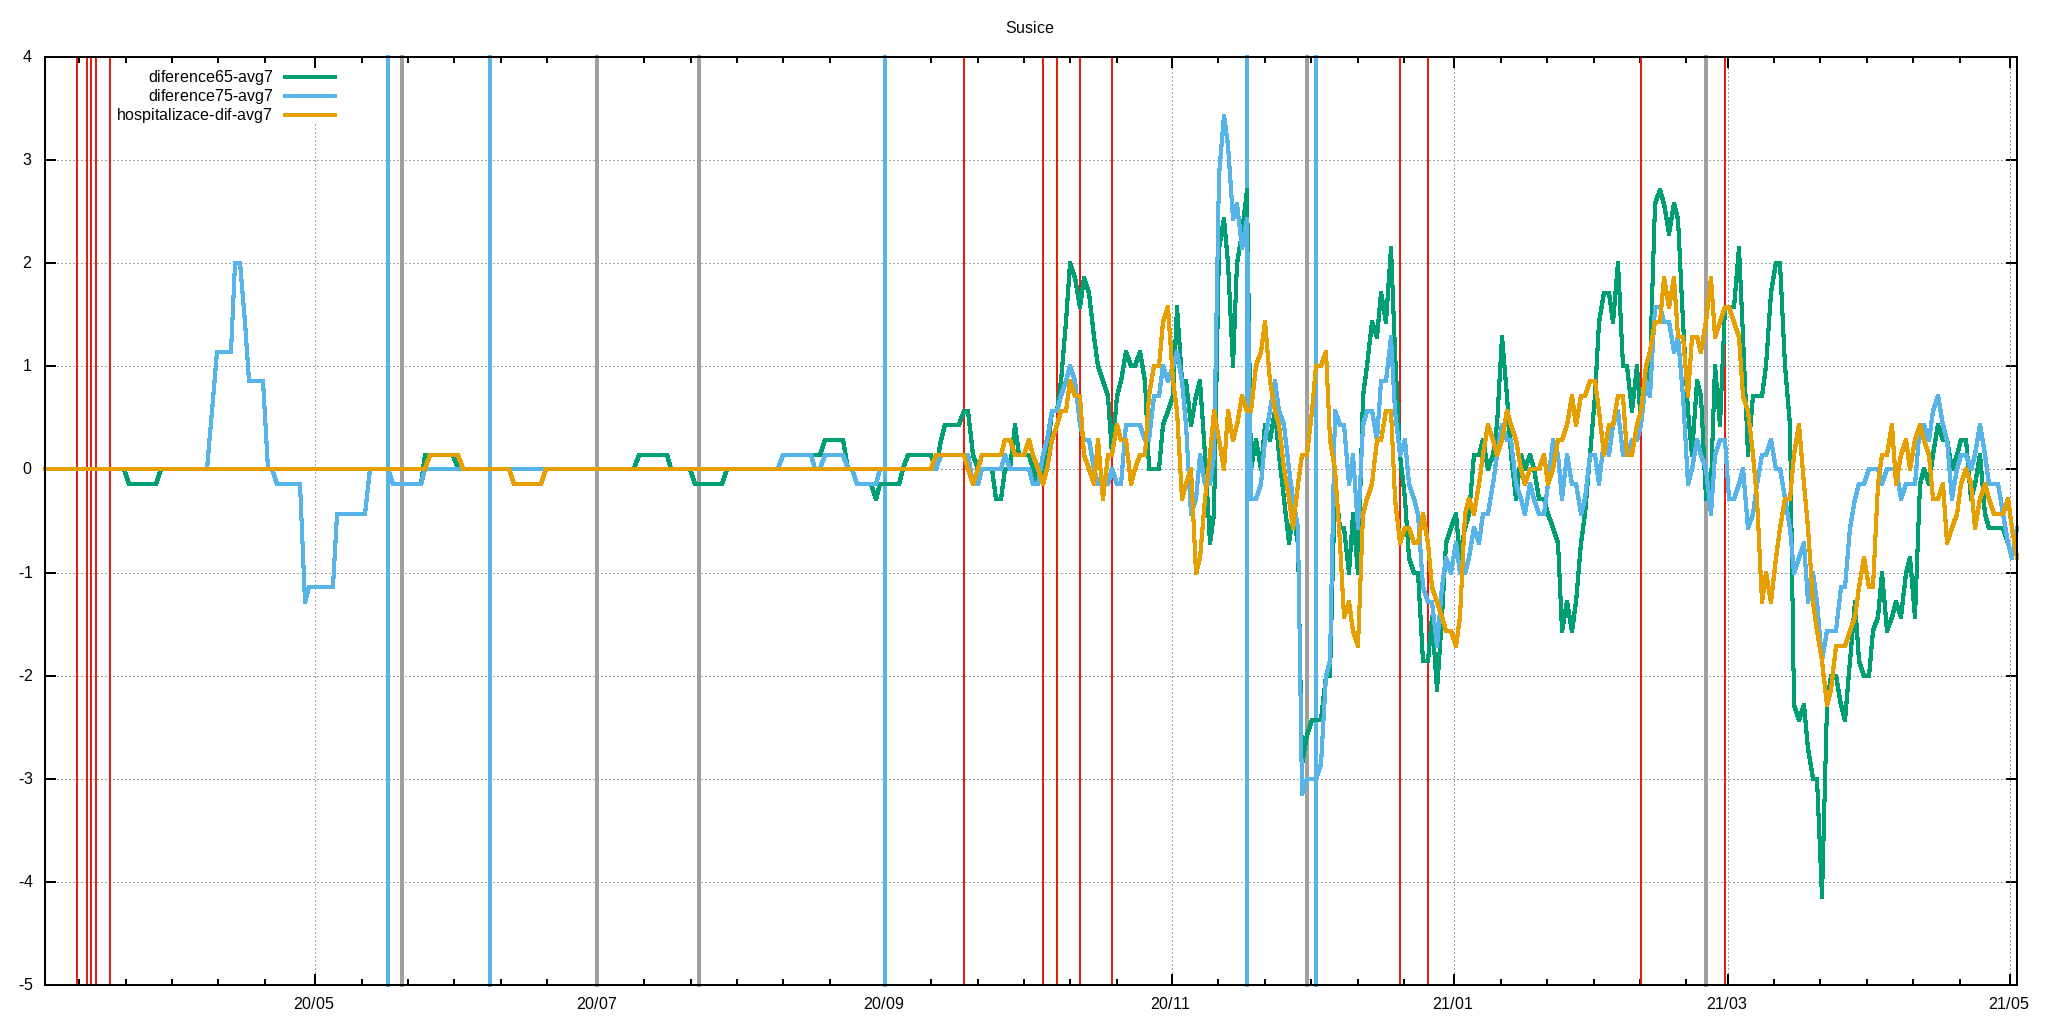 Susice
4
diference65-avg7
diference75-avg7
hospitalizace-dif-avg7
3
2
1
0
-1
-2
-3
-4
-5
20/05 20/07 20/09 20/11 21/01 21/03 21/05